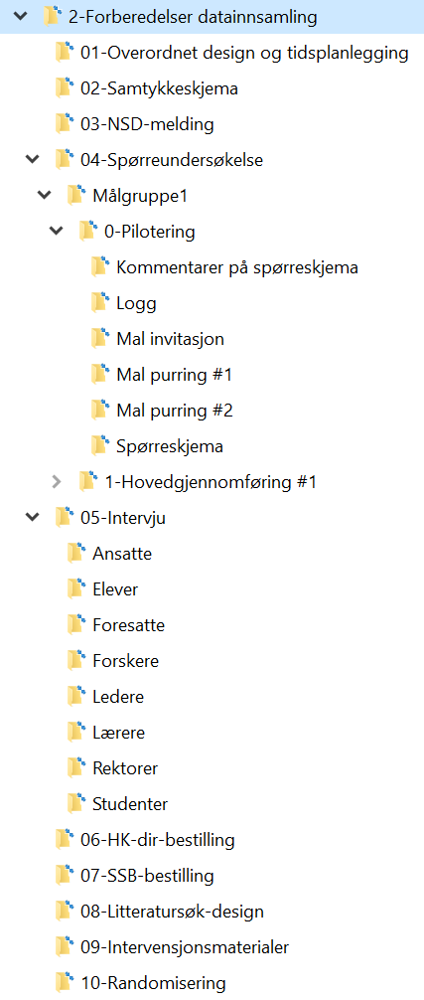 2-Forberedelser datainnsamling
01-Overordnet design og tidsplanlegging
02-Samtykkeskjema
03-NSD-melding
04-Spørreundersøkelse
Målgruppe1
0-Pilotering
Kommentarer på spørreskjema
Logg
Mal invitasjon
Mal purring #1
Mal purring #2
Spørreskjema
1-Hovedgjennomføring #1
05-Intervju
Ansatte
Elever
Foresatte
Forskere
Ledere
Lærere
Rektorer
Studenter
06-HK-dir-bestilling
07-SSB-bestilling
08-Litteratursøk-design
09-Intervensjonsmaterialer
10-Randomisering